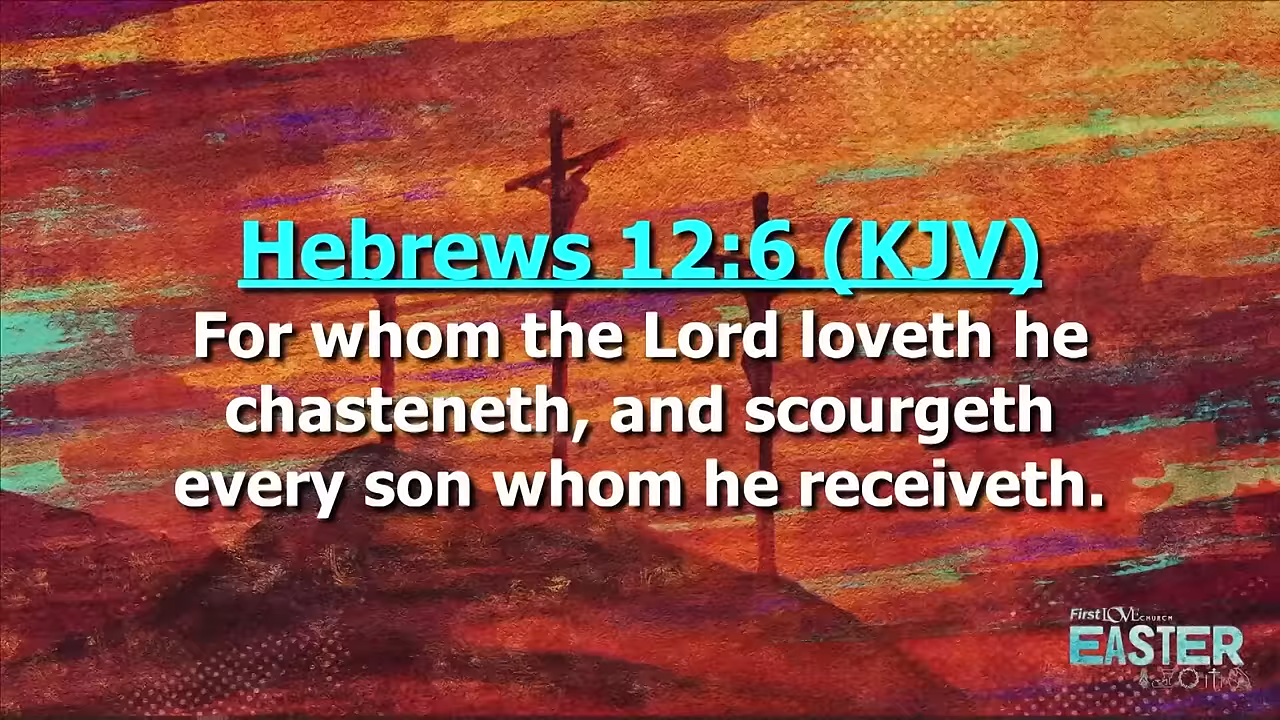 Hebrews 12:6 (KJV)
For whom the Lord loveth he
chasteneth, and scourgeth
every son whom he receiveth.
First LOVE CHURCH
EASTER